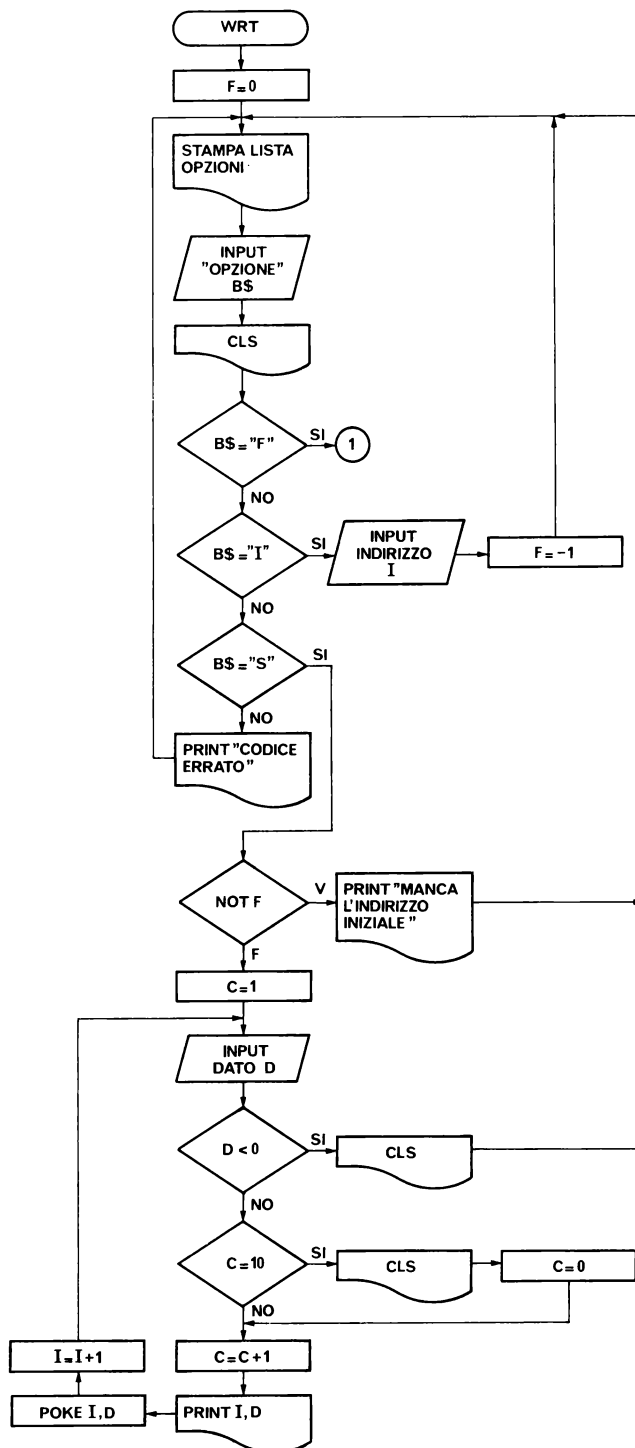 WRT
F=0
STAMPA LISTA
OPZIONI
INPUT
"OPZIONE"
B$
CLS
B$="F"
SI
1
NO
B$="I"
SI
INPUT
INDIRIZZO
I
F=-1
NO
B$="S"
SI
NO
PRINT "CODICE
ERRATO"
NOT F
V
PRINT "MANCA
L'INDIRIZZO
INIZIALE"
F
C=1
INPUT
DATO D
D<0
SI
CLS
NO
C=10
SI
CLS
C=0
NO
I=I+1
C=C+1
POKE I,D
PRINT I,D